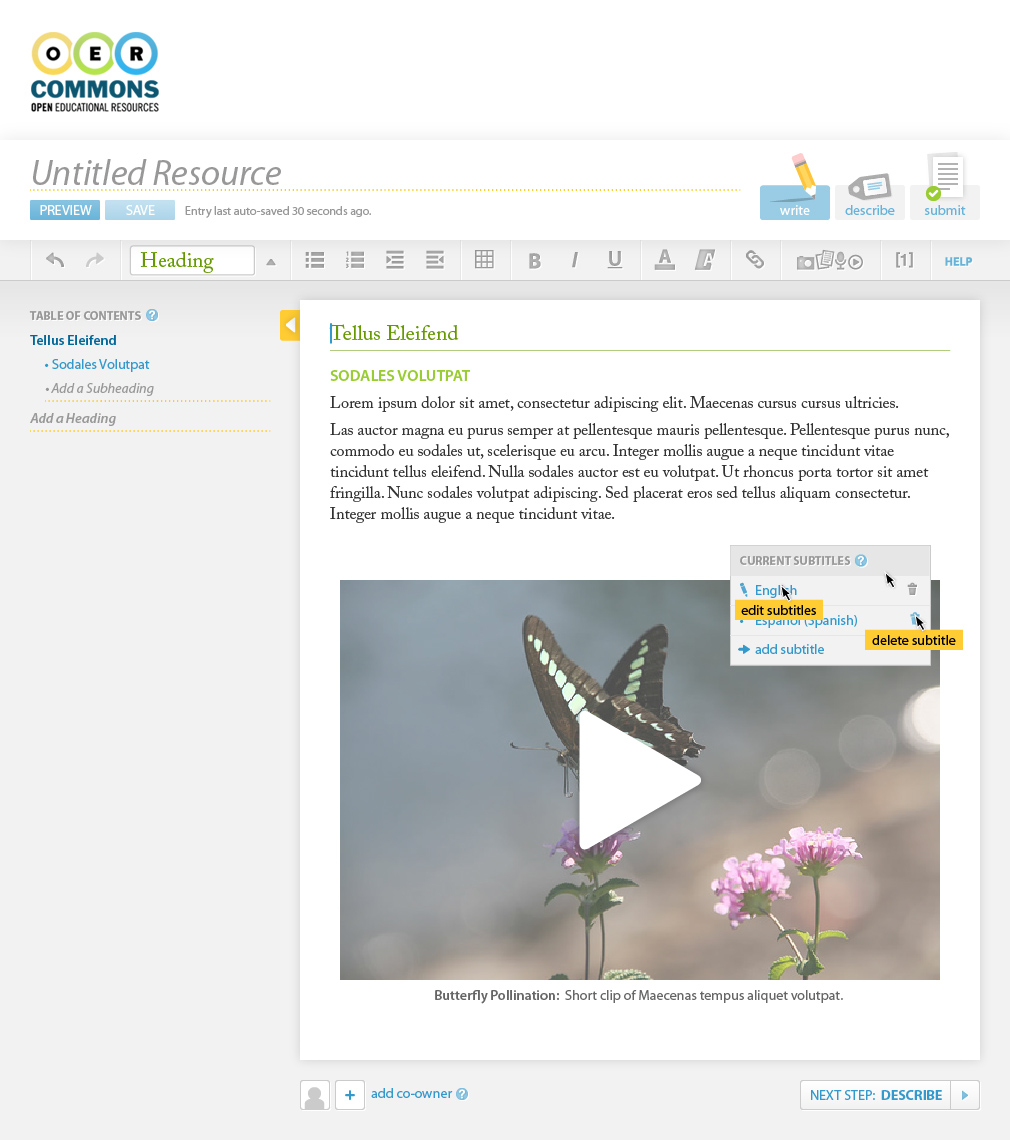 O E R
COMMONS
OPEN EDUCATIONAL RESOURCES
Untitled Resource
PREVIEW SAVE Entry last auto-saved 30 seconds ago.
write describe submit
Heading B I U A A [1] HELP
TABLE OF CONTENTS ?
Tellus Eleifend
• Sodales Volutpat
• Add a Subheading
Add a Heading
Tellus Eleifend
SODALES VOLUTPAT
Lorem ipsum dolor sit amet, consectetur adipiscing elit. Maecenas cursus cursus ultricies.
Las auctor magna eu purus semper at pellentesque mauris pellentesque. Pellentesque purus nunc,
commodo eu sodales ut, scelerisque eu arcu. Integer mollis augue a neque tincidunt vitae
tincidunt tellus eleifend. Nulla sodales auctor est eu volutpat. Ut rhoncus porta tortor sit amet
fringilla. Nunc sodales volutpat adipiscing. Sed placerat eros sed tellus aliquam consectetur.
Integer mollis augue a neque tincidunt vitae.
CURRENT SUBTITLES ?
English
edit subtitles
Español (Spanish)
delete subtitle
add subtitle
Butterfly Pollination: Short clip of Maecenas tempus aliquet volutpat.
+ add co-owner ?
NEXT STEP: DESCRIBE